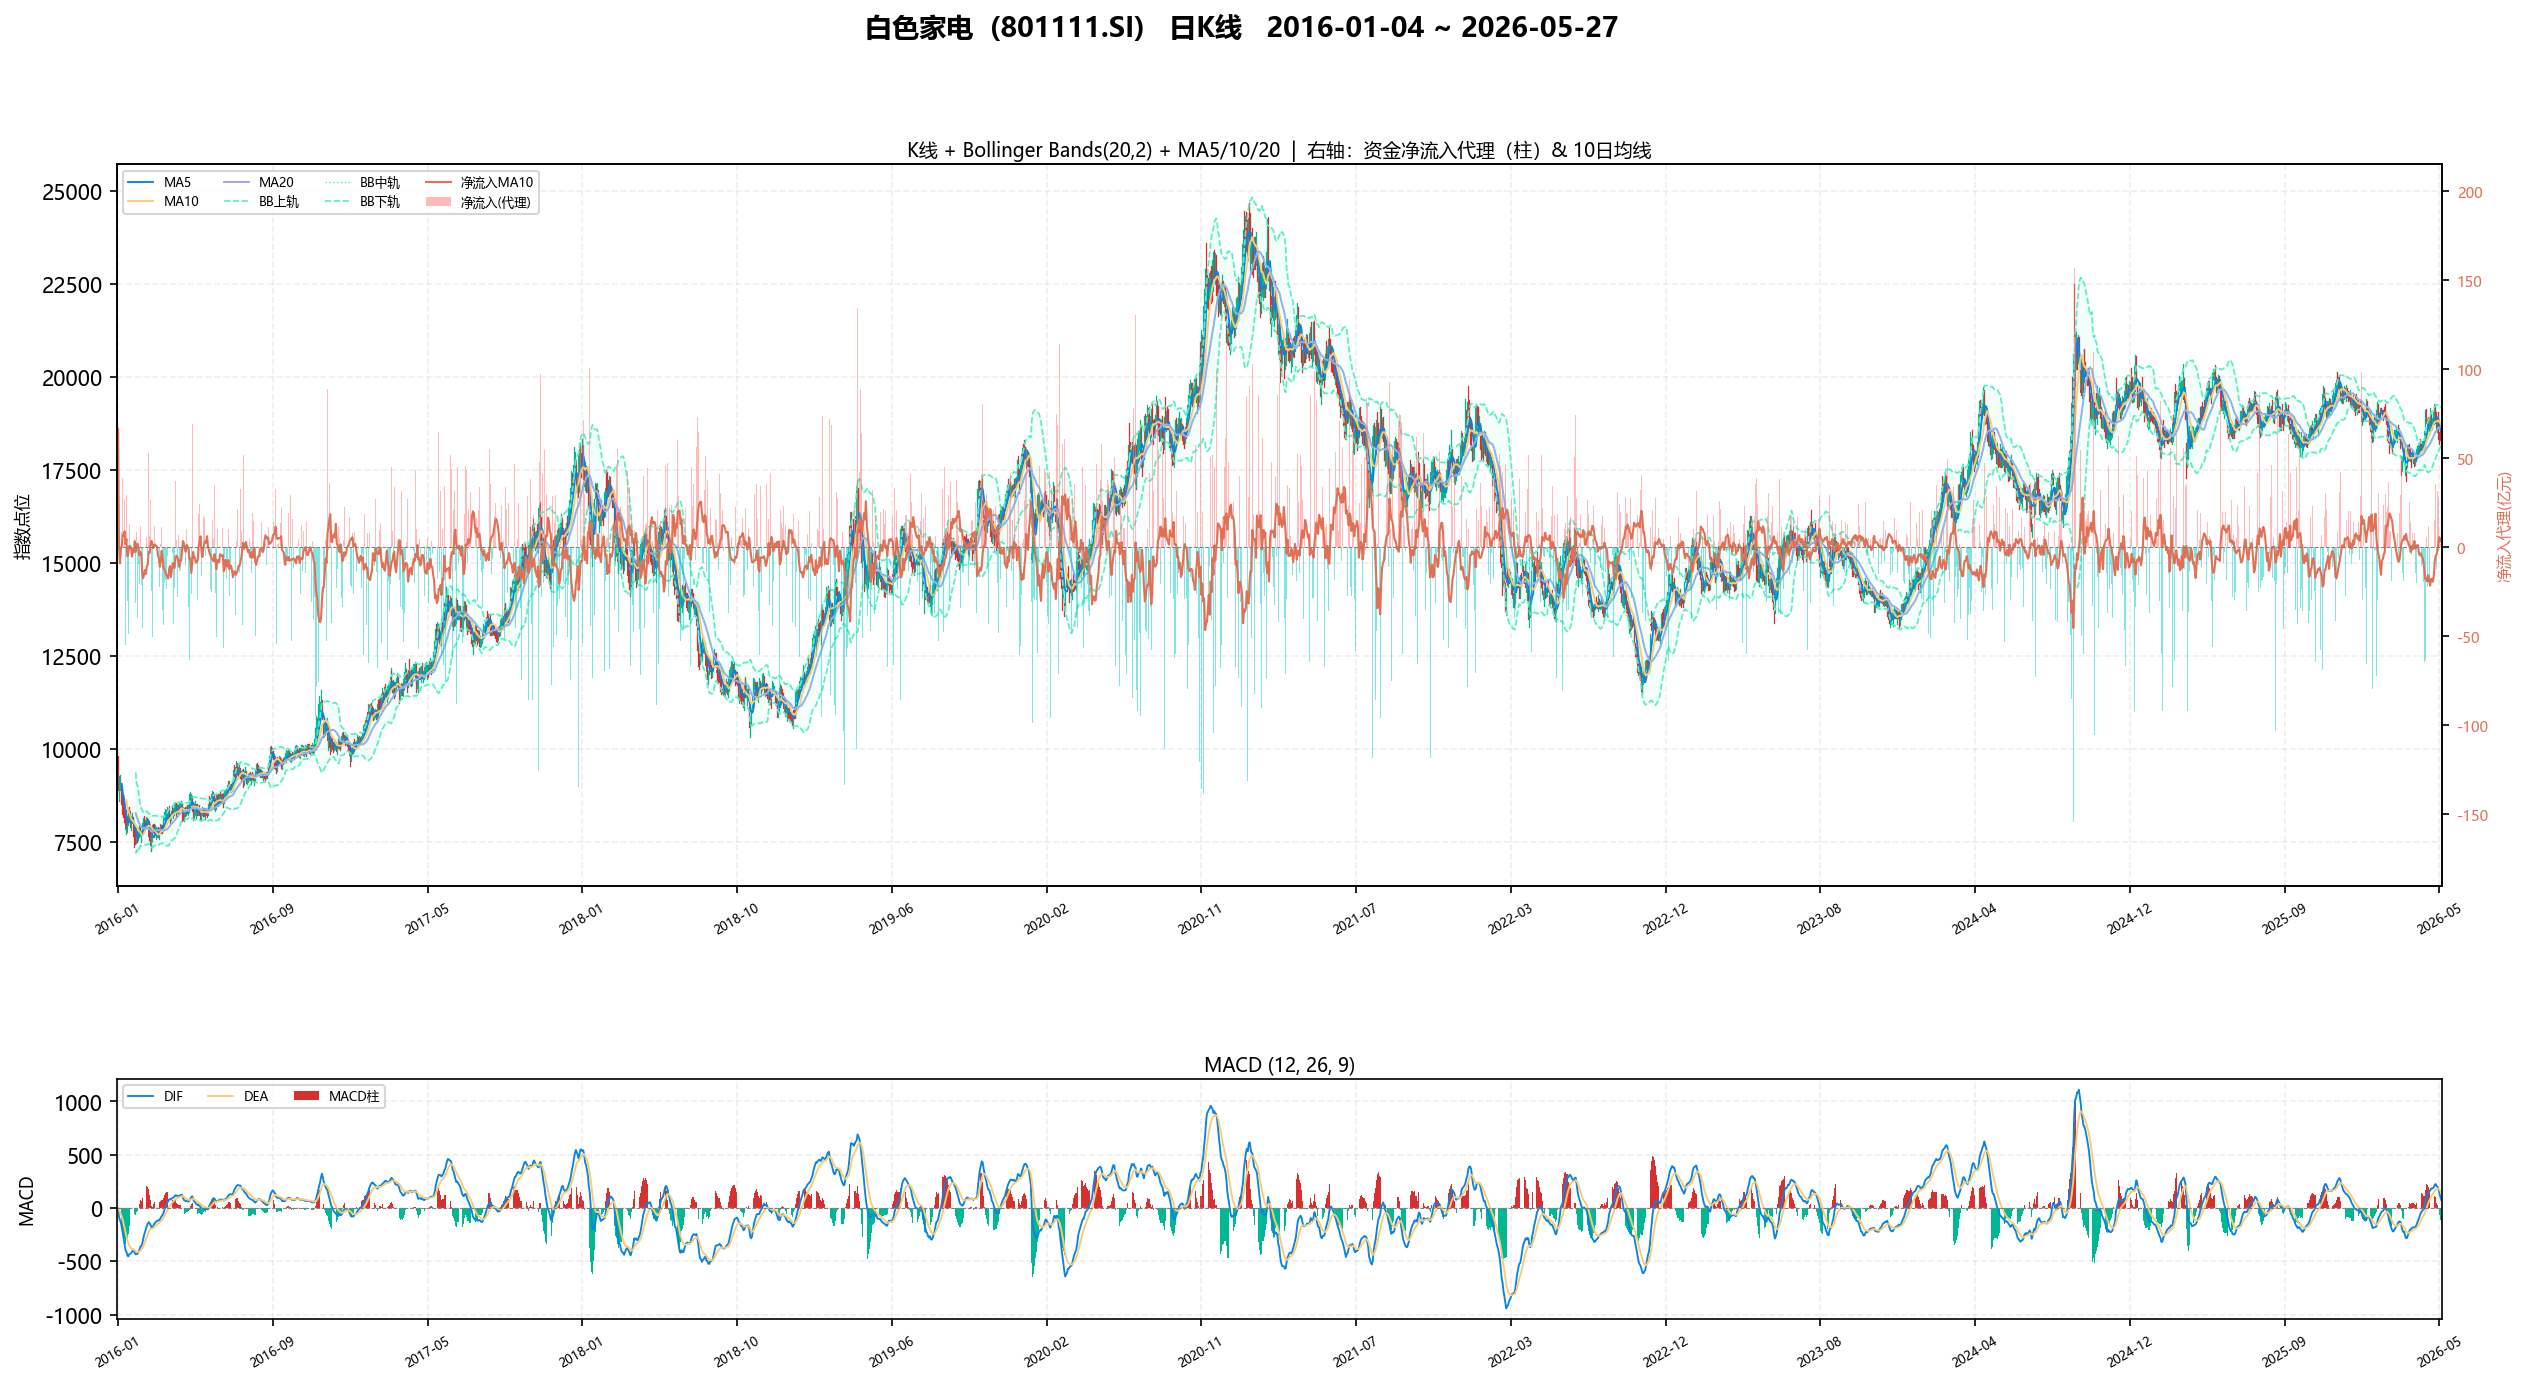 白色家电 (801111.SI) 日K线 2016-01-04 ~ 2026-05-27
K线 + Bollinger Bands(20,2) + MA5/10/20 | 右轴：资金净流入代理（柱）& 10日均线
MA5 MA20 BB中轨 净流入MA10
MA10 BB上轨 BB下轨 净流入(代理)
指数点位
25000
22500
20000
17500
15000
12500
10000
7500
200
150
100
50
0
-50
-100
-150
净流入代理(亿元)
2016-01 2016-09 2017-05 2018-01 2018-10 2019-06 2020-02 2020-11 2021-07 2022-03 2022-12 2023-08 2024-04 2024-12 2025-09 2026-05
MACD (12, 26, 9)
DIF DEA MACD柱
MACD
1000
500
0
-500
-1000
2016-01 2016-09 2017-05 2018-01 2018-10 2019-06 2020-02 2020-11 2021-07 2022-03 2022-12 2023-08 2024-04 2024-12 2025-09 2026-05